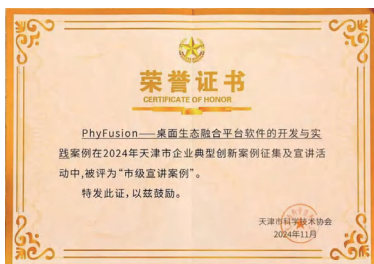 荣誉证书
CERTIFICATE OF HONOR
PhyFusion——桌面生态融合平台软件的开发与实
践案例在2024年天津市企业典型创新案例征集及宣讲活
动中,被评为“市级宣讲案例”。
特发此证,以兹鼓励。
天津市科学技术协会
2024年11月